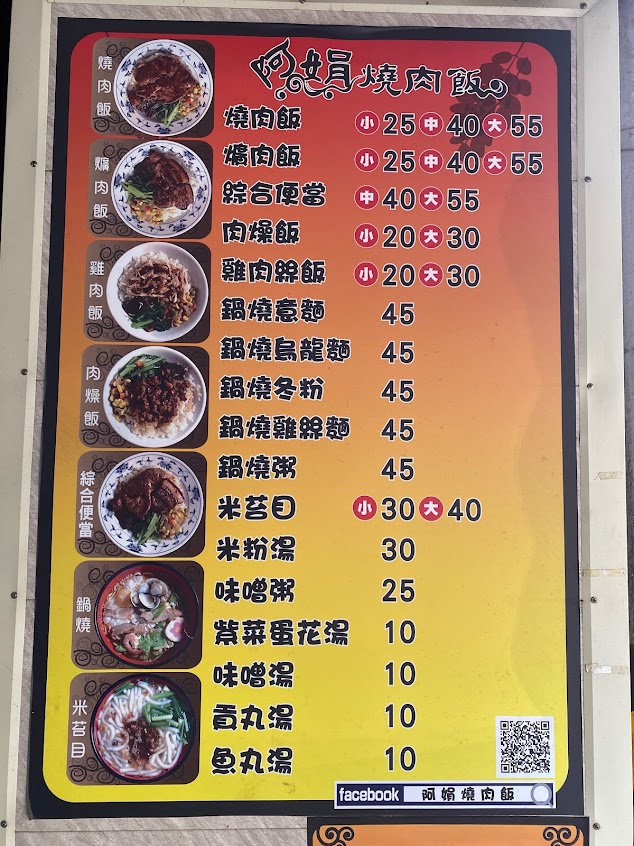 阿娟燒肉飯
燒肉飯 小25 中40 大55
爌肉飯 小25 中40 大55
綜合便當 中40 大55
肉燥飯 小20 大30
雞肉絲飯 小20 大30
鍋燒意麵 45
鍋燒烏龍麵 45
鍋燒冬粉 45
鍋燒雞絲麵 45
鍋燒粥 45
米苔目 小30 大40
米粉湯 30
味噌粥 25
紫菜蛋花湯 10
味噌湯 10
貢丸湯 10
魚丸湯 10
燒肉飯
爌肉飯
雞肉飯
肉燥飯
綜合便當
鍋燒
米苔目
facebook 阿娟燒肉飯